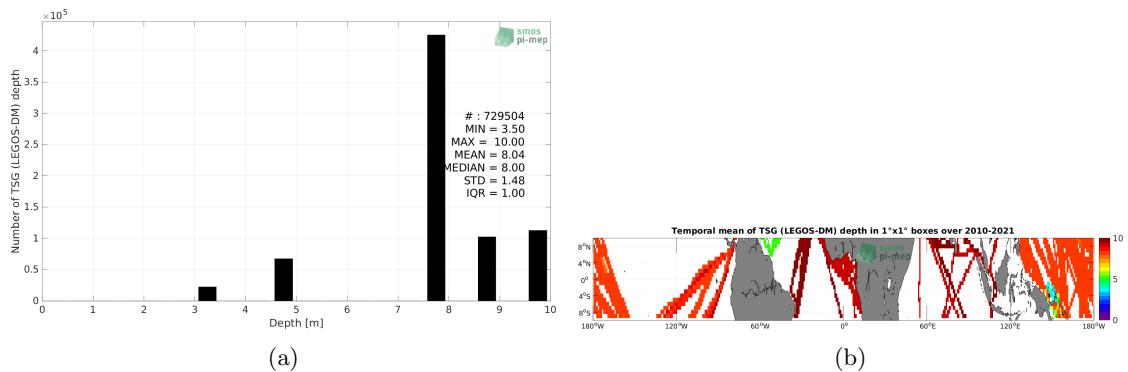 ×10⁵
smos
pi-mep
4
3.5
3
2.5
2
1.5
1
0.5
0
Number of TSG (LEGOS-DM) depth
# : 729504
MIN = 3.50
MAX = 10.00
MEAN = 8.04
MEDIAN = 8.00
STD = 1.48
IQR = 1.00
0 1 2 3 4 5 6 7 8 9 10
Depth [m]
(a)
Temporal mean of TSG (LEGOS-DM) depth in 1°x1° boxes over 2010-2021
smos
pi-mep
8°N
4°N
0°
4°S
8°S
180°W 120°W 60°W 0° 60°E 120°E 180°W
10
5
0
(b)